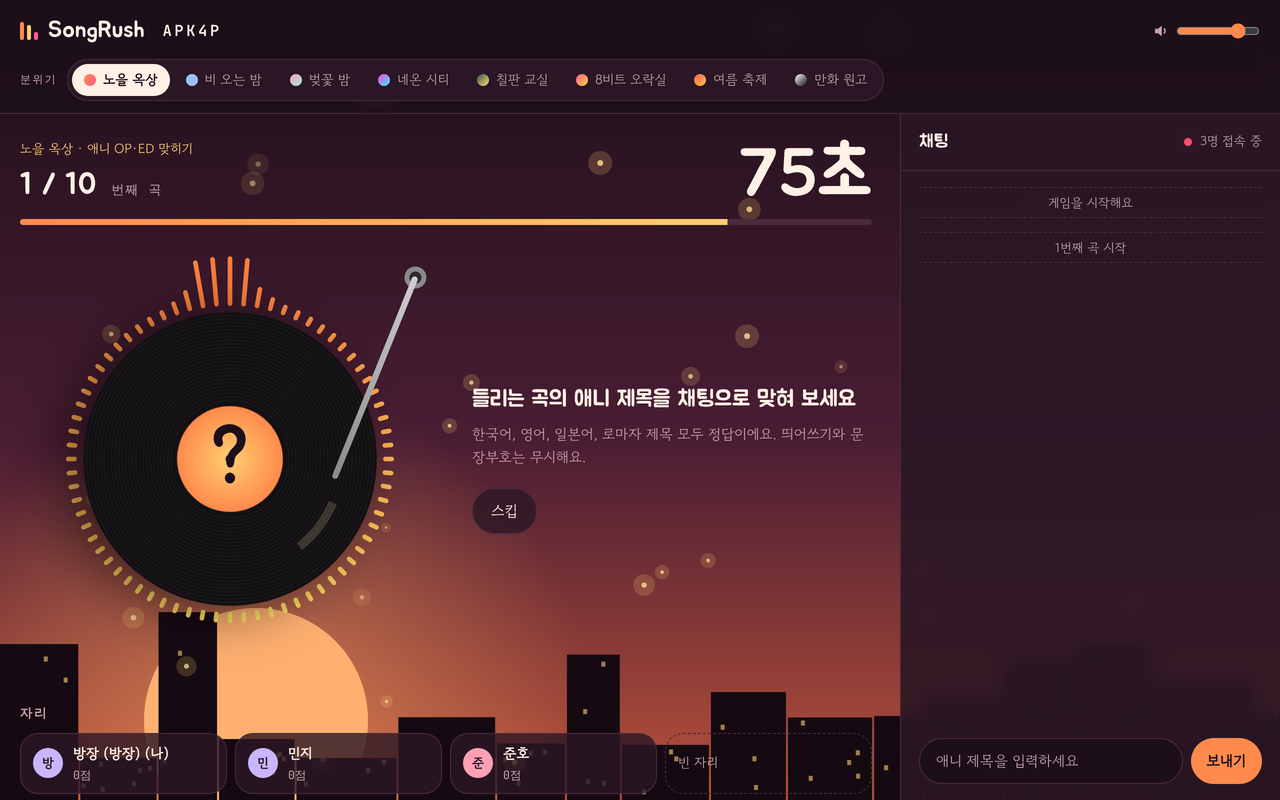 SongRush APK4P
분위기 노을 옥상 비 오는 밤 벚꽃 밤 네온 시티 칠판 교실 8비트 오락실 여름 축제 만화 원고
노을 옥상 · 애니 OP·ED 맞히기
1 / 10 번째 곡
75초
?
들리는 곡의 애니 제목을 채팅으로 맞혀 보세요
한국어, 영어, 일본어, 로마자 제목 모두 정답이에요. 띄어쓰기와 문
장부호는 무시해요.
스킵
자리
방 방장 (방장) (나)
0점
민 민지
0점
준 준호
0점
빈 자리
채팅 3명 접속 중
게임을 시작해요
1번째 곡 시작
애니 제목을 입력하세요 보내기